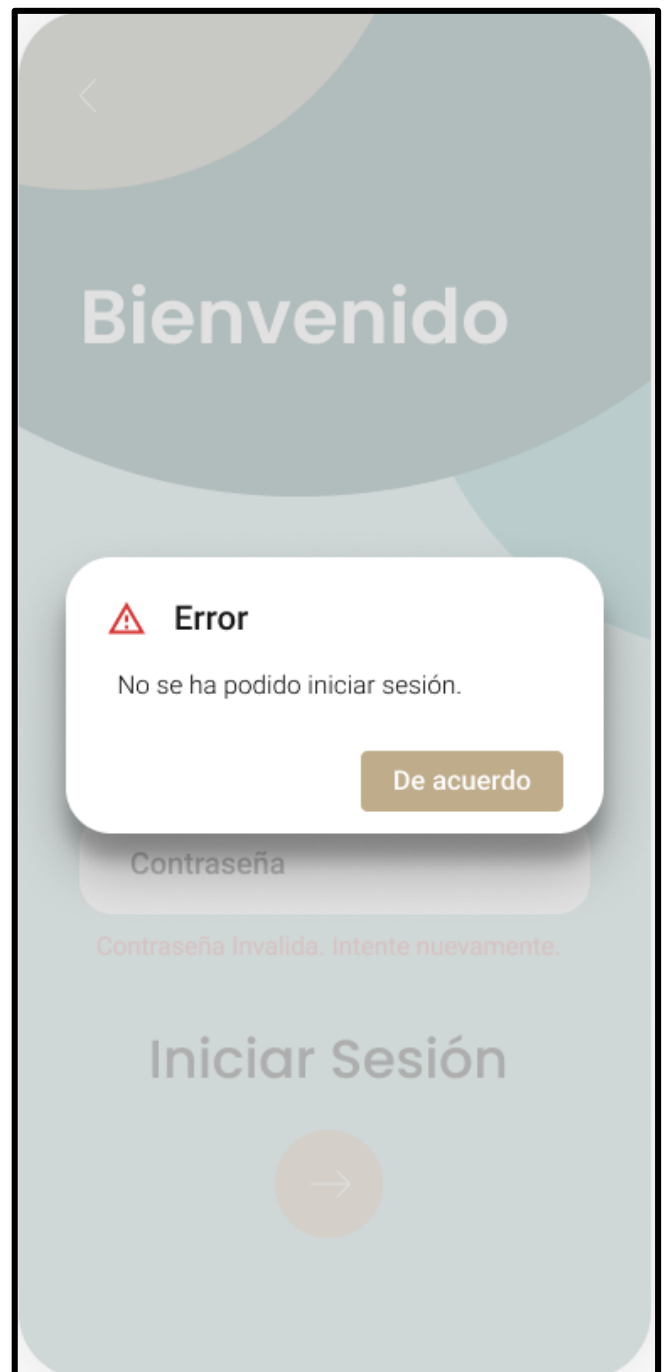 Bienvenido
Error
No se ha podido iniciar sesión.
De acuerdo
Contraseña
Contraseña Invalida. Intente nuevamente.
Iniciar Sesión